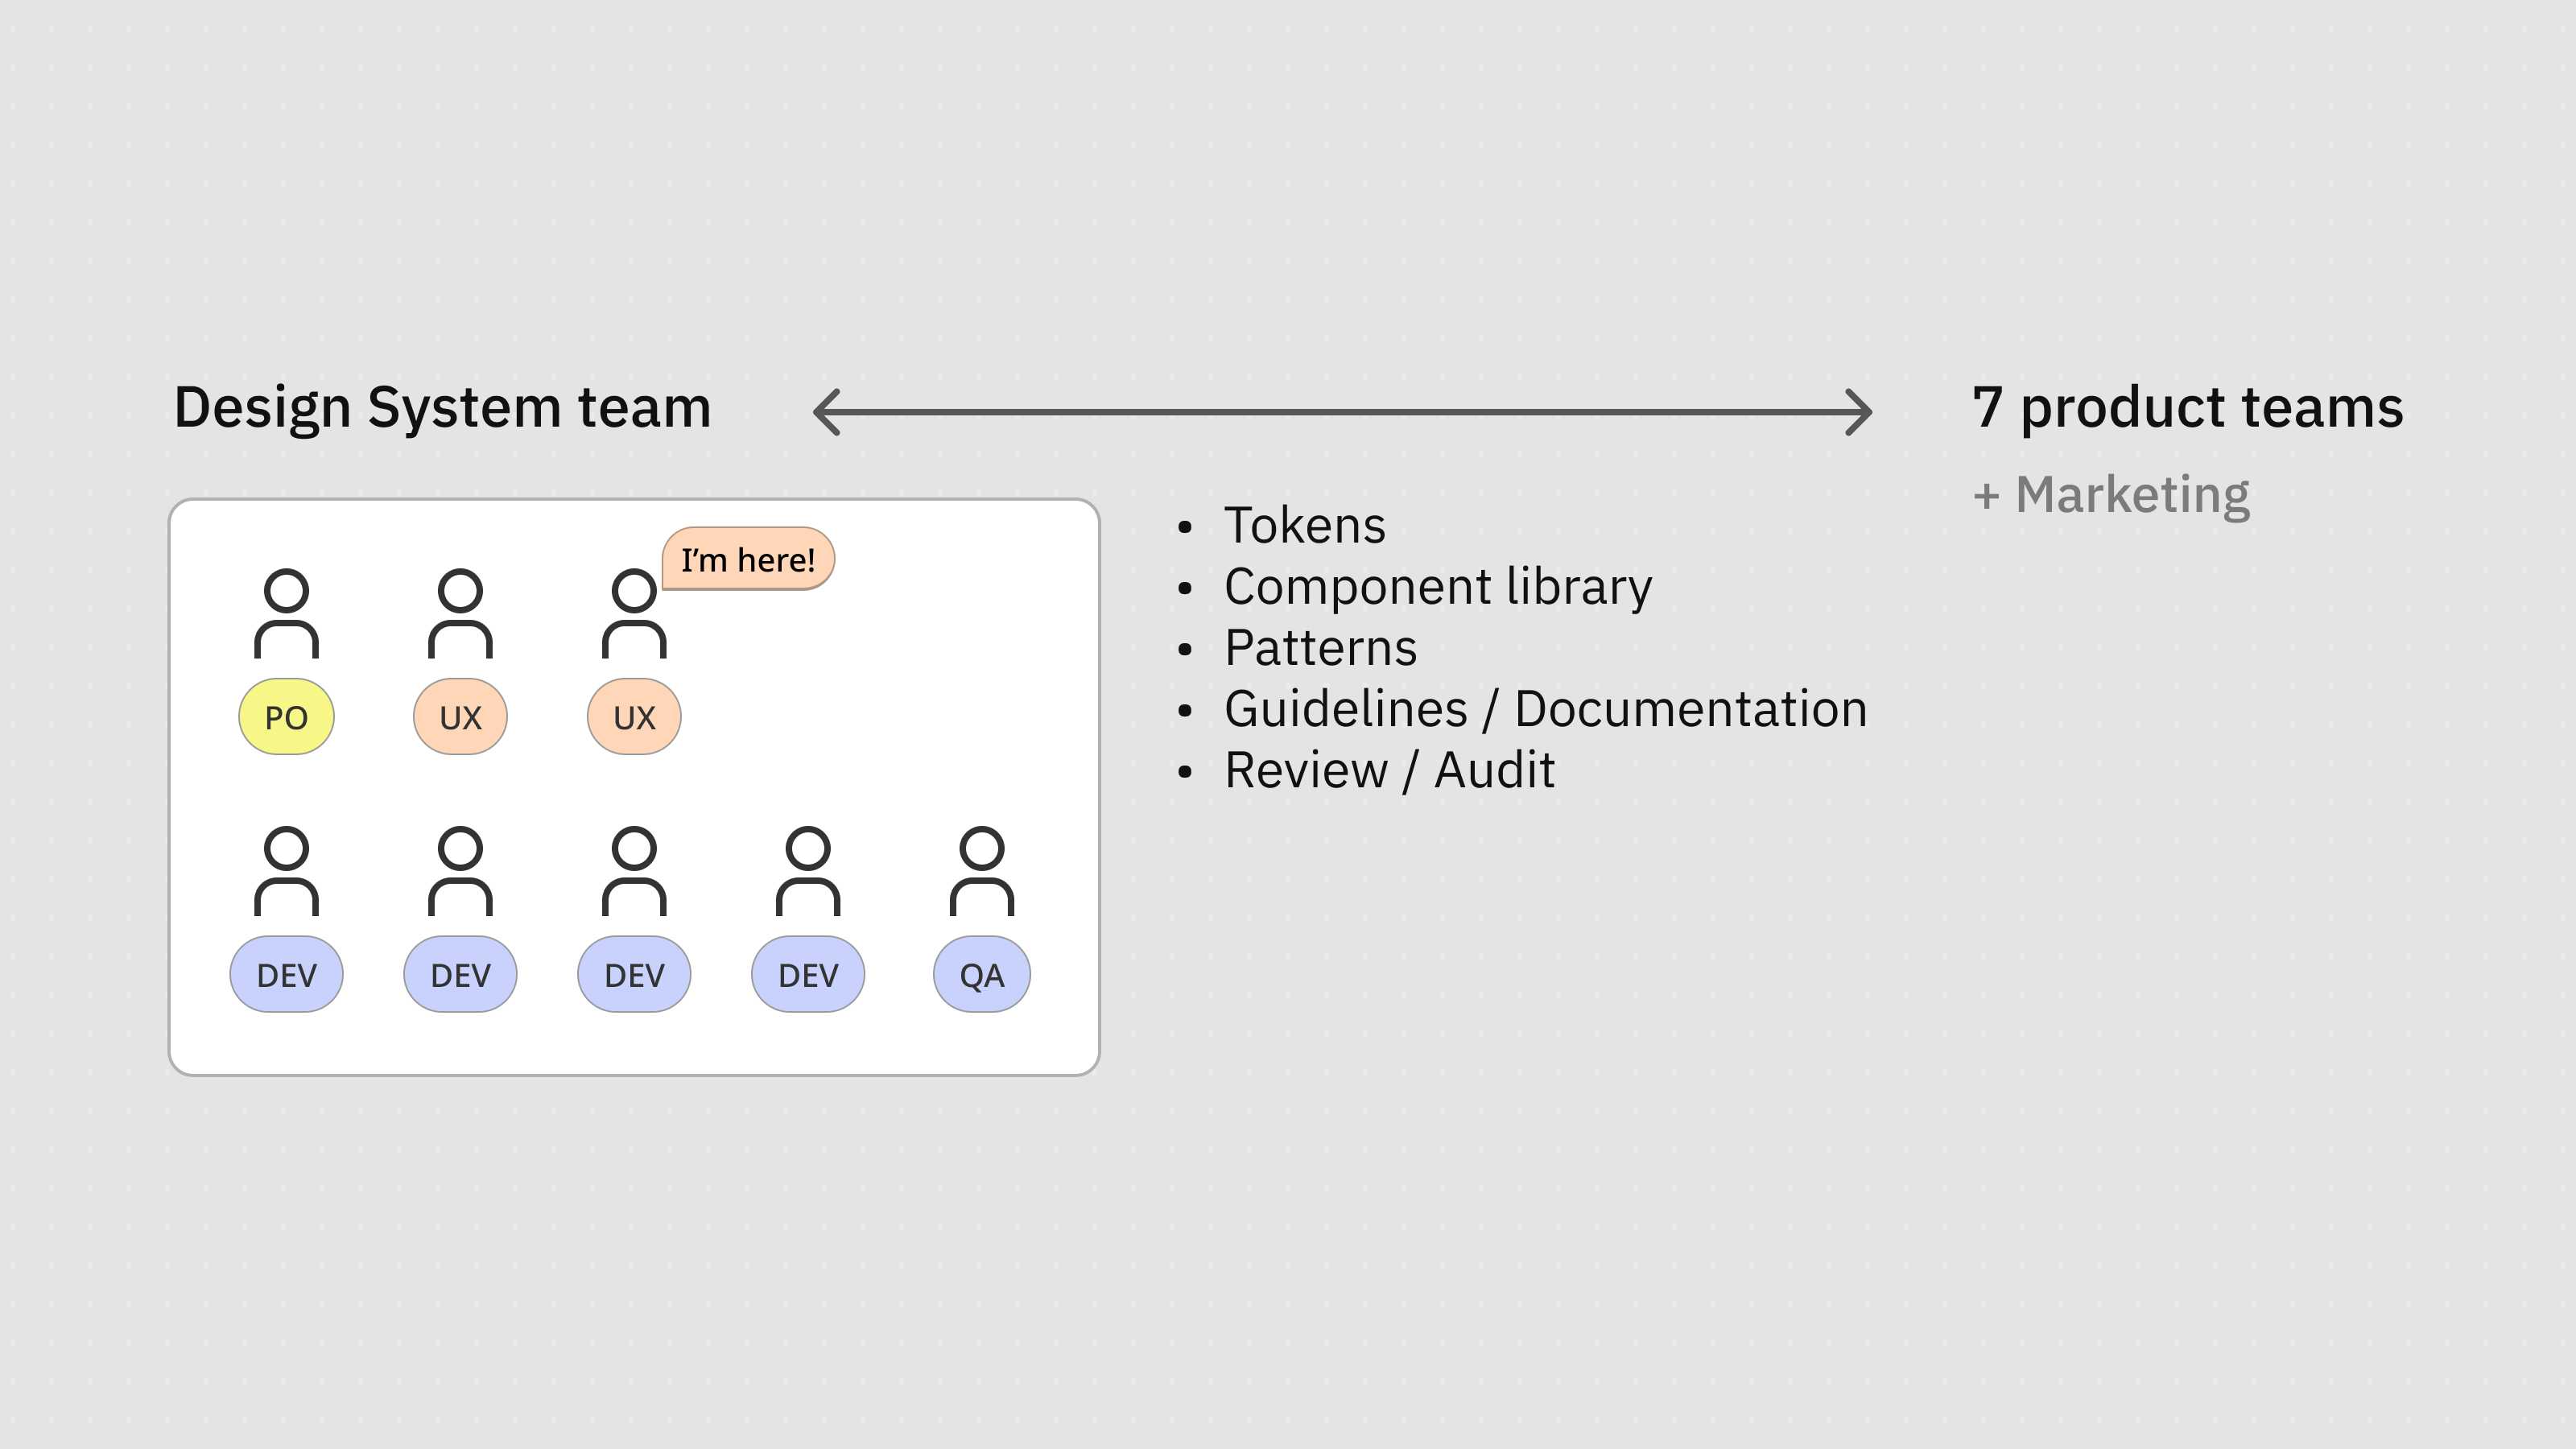 Design System team
7 product teams
+ Marketing
I’m here!
PO
UX
UX
DEV
DEV
DEV
DEV
QA
• Tokens
• Component library
• Patterns
• Guidelines / Documentation
• Review / Audit